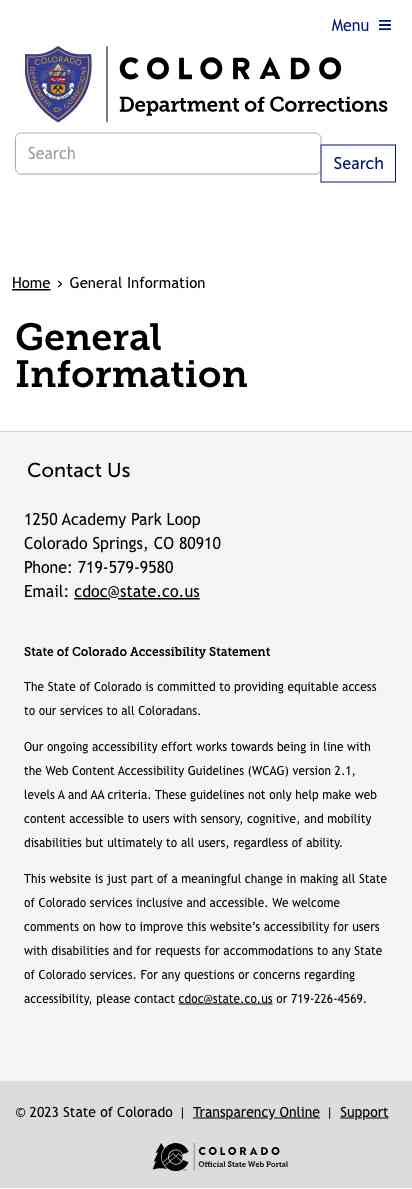 Menu
COLORADO
Department of Corrections
COLORADO
Search
Search
Home › General Information
General
Information
Contact Us
1250 Academy Park Loop
Colorado Springs, CO 80910
Phone: 719-579-9580
Email: cdoc@state.co.us
State of Colorado Accessibility Statement
The State of Colorado is committed to providing equitable access
to our services to all Coloradans.
Our ongoing accessibility effort works towards being in line with
the Web Content Accessibility Guidelines (WCAG) version 2.1,
levels A and AA criteria. These guidelines not only help make web
content accessible to users with sensory, cognitive, and mobility
disabilities but ultimately to all users, regardless of ability.
This website is just part of a meaningful change in making all State
of Colorado services inclusive and accessible. We welcome
comments on how to improve this website’s accessibility for users
with disabilities and for requests for accommodations to any State
of Colorado services. For any questions or concerns regarding
accessibility, please contact cdoc@state.co.us or 719-226-4569.
© 2023 State of Colorado | Transparency Online | Support
COLORADO
Official State Web Portal